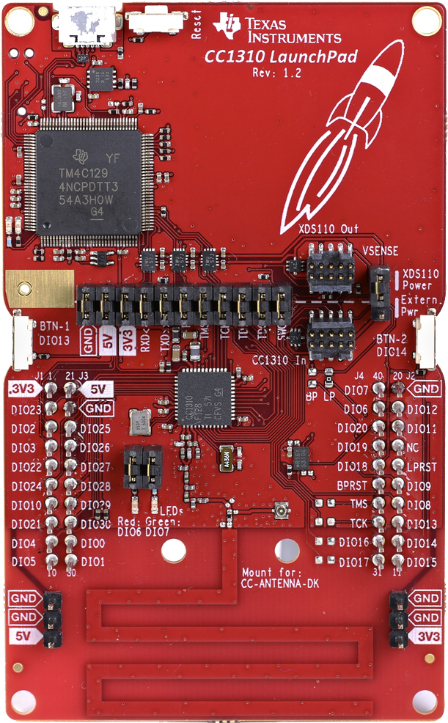 Reset
TEXAS
INSTRUMENTS
CC1310 LaunchPad
Rev: 1.2
YF
TM4C129
4NCPDTT3
54A3H0W
G4
XDS110 Out
VSENSE
XDS110
Power
Extern.
Pwr
BTN-1
DIO13
GND
5V
3V3
RXD<
CC1310 In
BTN-2
DIO14
BP LP
3V3
J1 1 21 J3
5V
DIO23
GND
DIO2
DIO25
DIO3
DIO26
DIO22
DIO27
DIO24
DIO28
DIO10
DIO29
DIO21
DIO30
DIO4
DIO0
DIO5
DIO1
10 30
CC1310
J4 40 20 J2
DIO7
GND
DIO6
DIO12
DIO20
DIO11
DIO19
NC
DIO18
LPRST
BPRST
DIO9
TMS
DIO8
TCK
DIO13
DIO16
DIO14
DIO17
DIO15
31 11
LEDs
Red: Green:
DIO6 DIO7
Mount for:
CC-ANTENNA-DK
GND
GND
5V
GND
GND
3V3